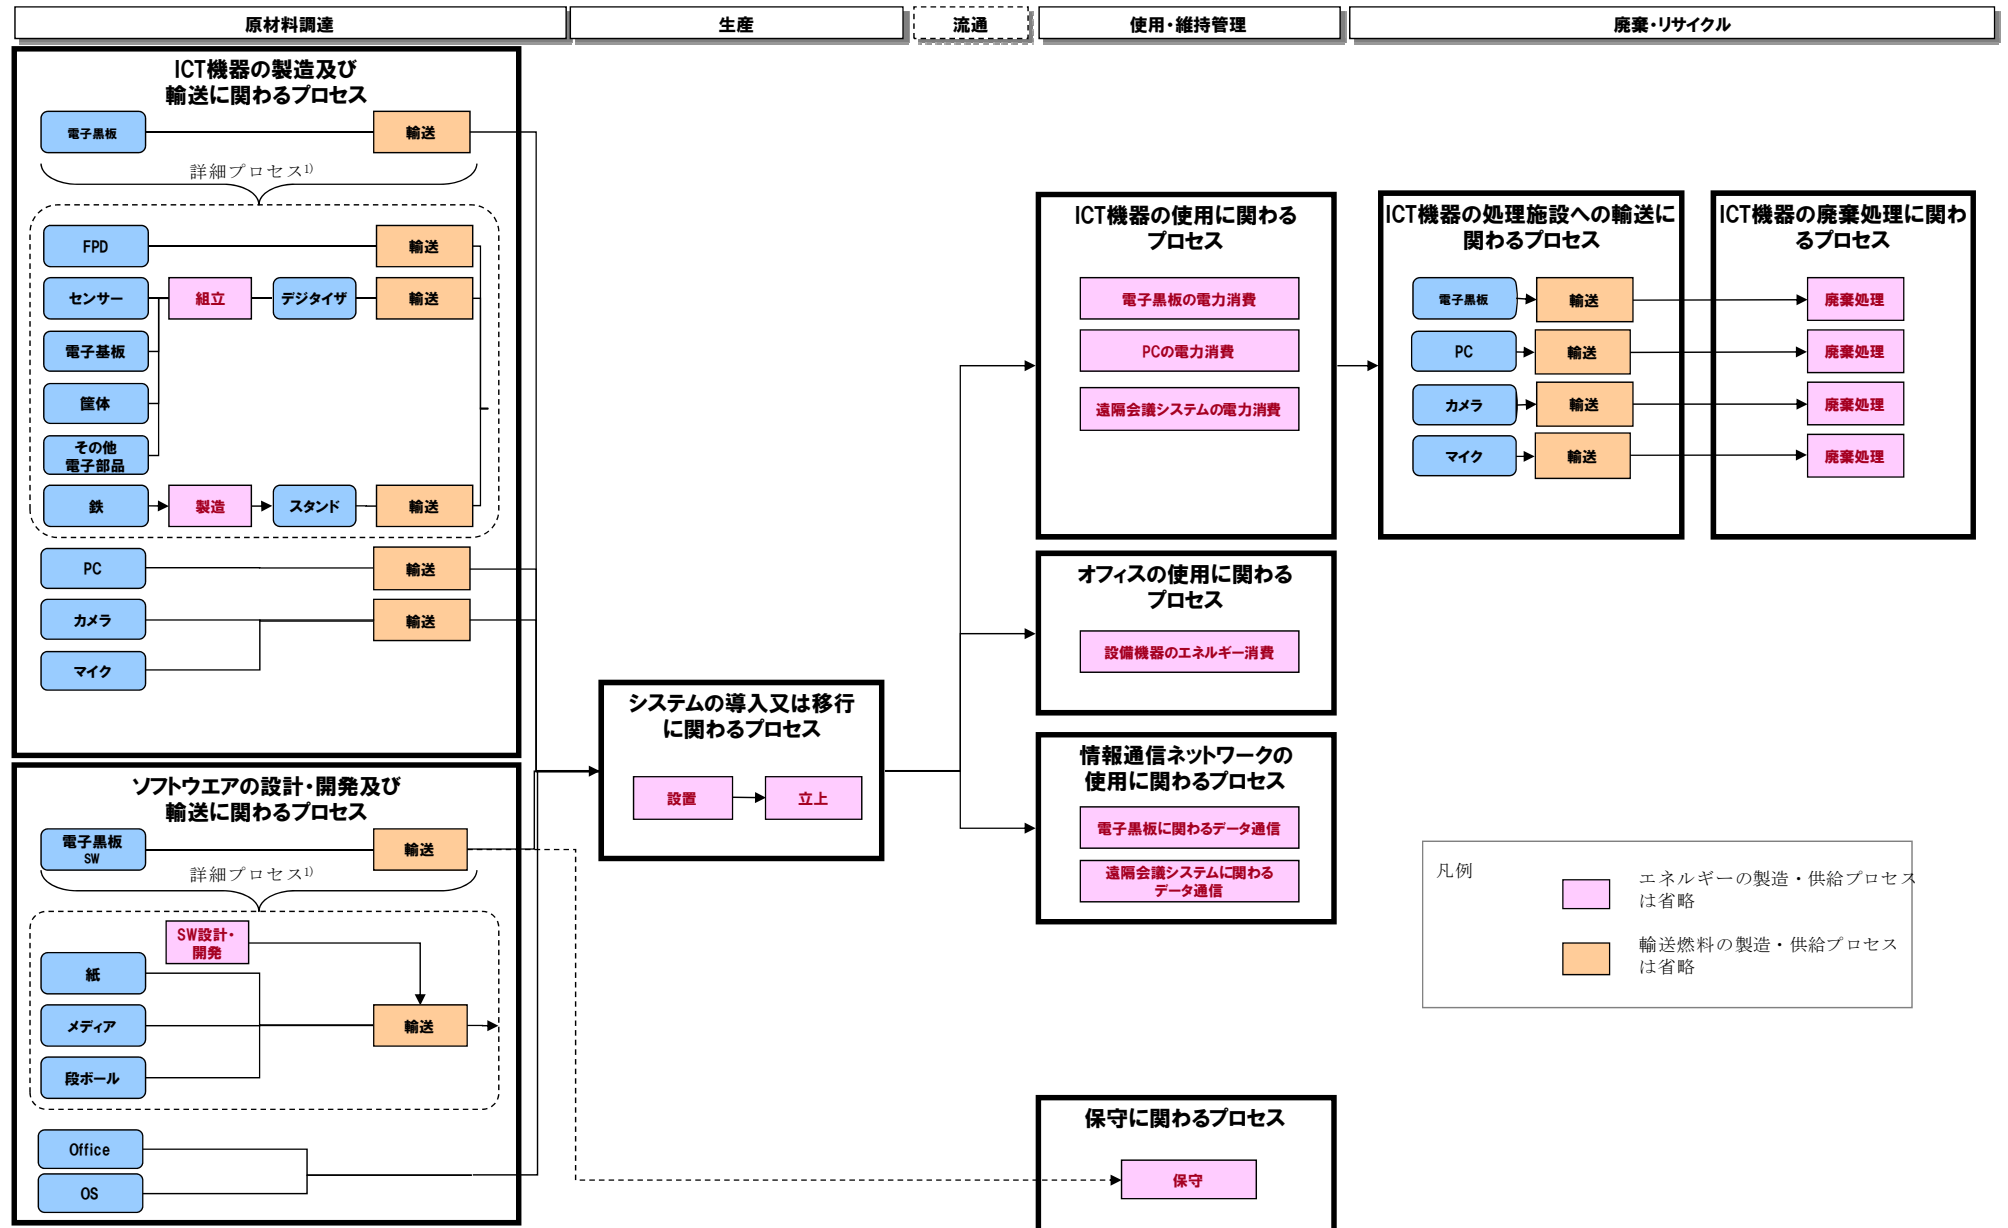 原材料調達
生産
流通
使用・維持管理
廃棄・リサイクル
ICT機器の製造及び
輸送に関わるプロセス
電子黒板
輸送
詳細プロセス1)
FPD
輸送
センサー
組立
デジタイザ
輸送
電子基板
筐体
その他
電子部品
鉄
製造
スタンド
輸送
PC
輸送
カメラ
輸送
マイク
ソフトウエアの設計・開発及び
輸送に関わるプロセス
電子黒板
SW
輸送
詳細プロセス1)
SW設計・
開発
紙
メディア
輸送
段ボール
Office
OS
システムの導入又は移行
に関わるプロセス
設置
立上
ICT機器の使用に関わる
プロセス
電子黒板の電力消費
PCの電力消費
遠隔会議システムの電力消費
オフィスの使用に関わる
プロセス
設備機器のエネルギー消費
情報通信ネットワークの
使用に関わるプロセス
電子黒板に関わるデータ通信
遠隔会議システムに関わる
データ通信
保守に関わるプロセス
保守
ICT機器の処理施設への輸送に
関わるプロセス
電子黒板
輸送
PC
輸送
カメラ
輸送
マイク
輸送
ICT機器の廃棄処理に関わ
るプロセス
廃棄処理
廃棄処理
廃棄処理
廃棄処理
凡例
エネルギーの製造・供給プロセス
は省略
輸送燃料の製造・供給プロセス
は省略